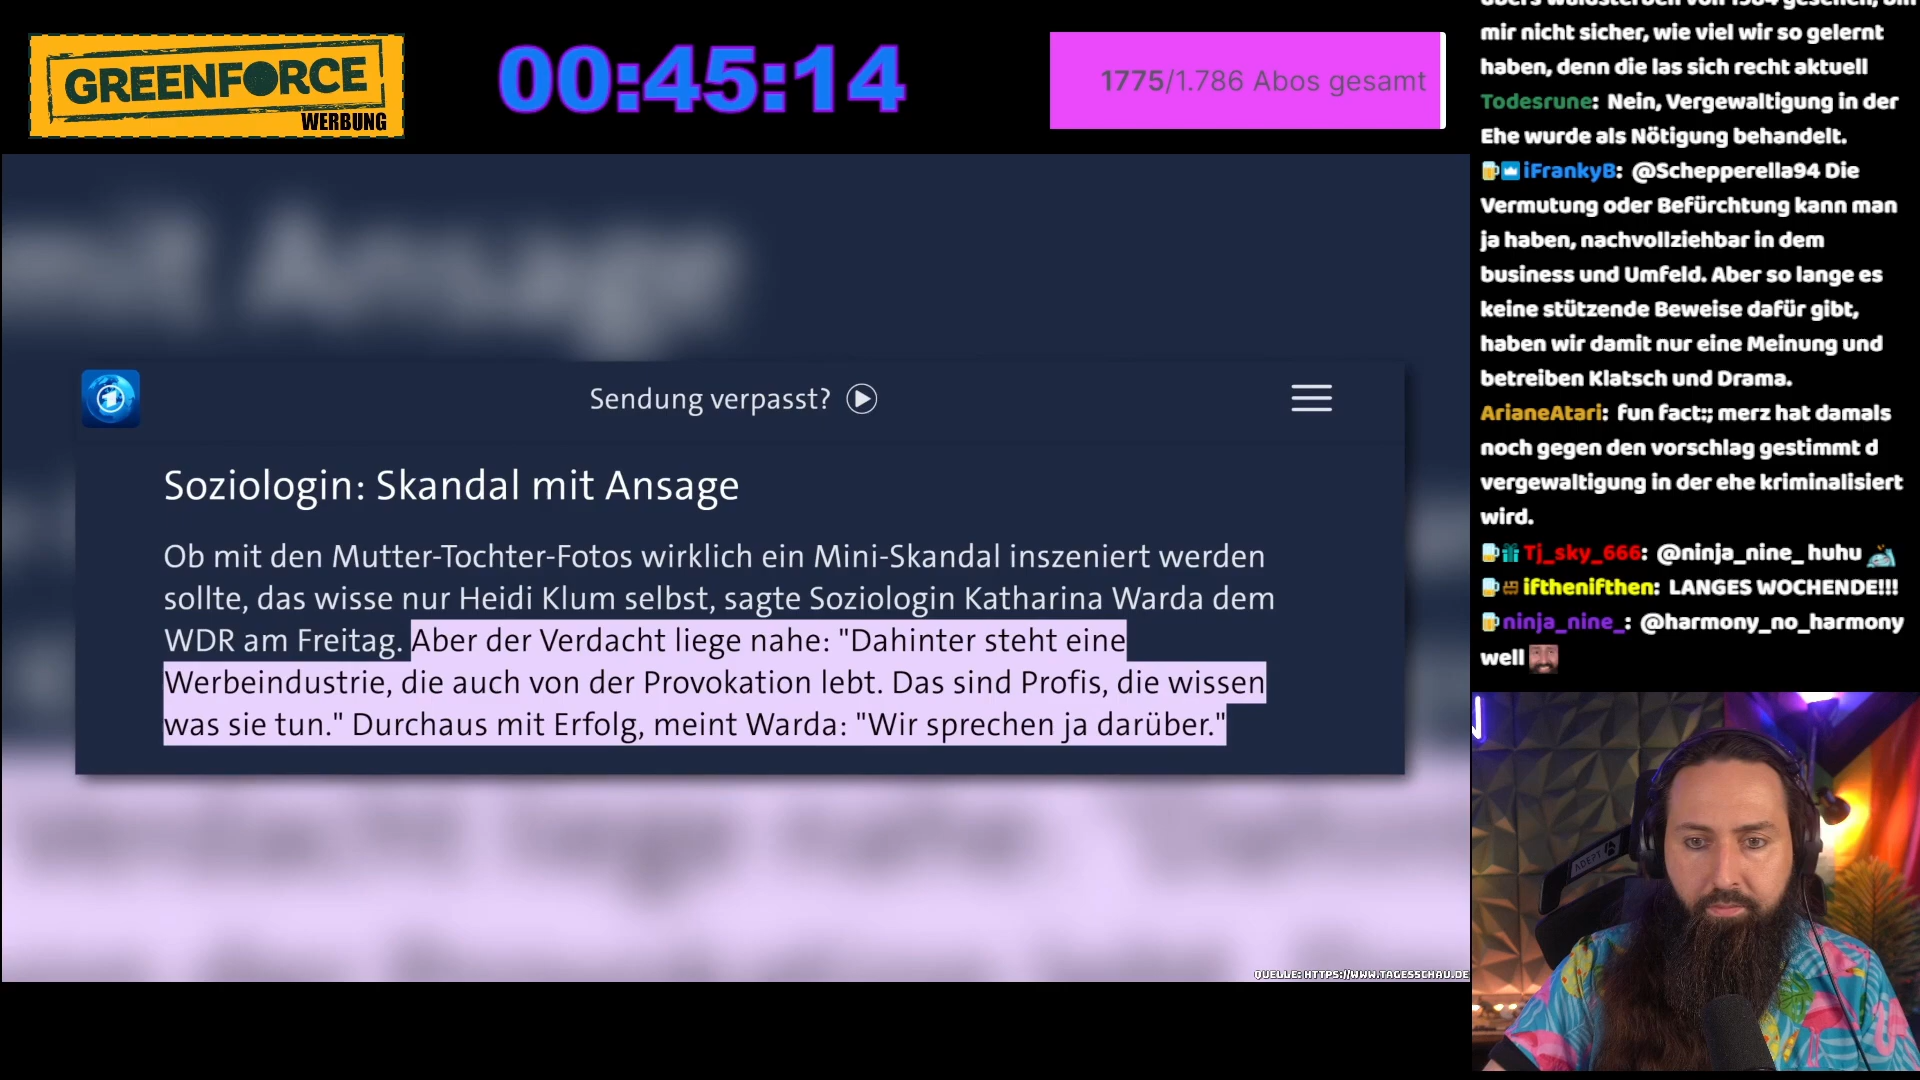 GREENFORCE
WERBUNG
00:45:14
1775/1.786 Abos gesamt
mit Ansage
Sendung verpasst?
Soziologin: Skandal mit Ansage
Ob mit den Mutter-Tochter-Fotos wirklich ein Mini-Skandal inszeniert werden
sollte, das wisse nur Heidi Klum selbst, sagte Soziologin Katharina Warda dem
WDR am Freitag. Aber der Verdacht liege nahe: "Dahinter steht eine
Werbeindustrie, die auch von der Provokation lebt. Das sind Profis, die wissen
was sie tun." Durchaus mit Erfolg, meint Warda: "Wir sprechen ja darüber."
QUELLE: HTTPS://WWW.TAGESSCHAU.DE
mir nicht sicher, wie viel wir so gelernt
haben, denn die las sich recht aktuell
Todesrune: Nein, Vergewaltigung in der
Ehe wurde als Nötigung behandelt.
iFrankyB: @Schepperella94 Die
Vermutung oder Befürchtung kann man
ja haben, nachvollziehbar in dem
business und Umfeld. Aber so lange es
keine stützende Beweise dafür gibt,
haben wir damit nur eine Meinung und
betreiben Klatsch und Drama.
ArianeAtari: fun fact:; merz hat damals
noch gegen den vorschlag gestimmt d
vergewaltigung in der ehe kriminalisiert
wird.
Tj_sky_666: @ninja_nine_ huhu
ifthenifthen: LANGES WOCHENDE!!!
ninja_nine_: @harmony_no_harmony
well
ADEPT